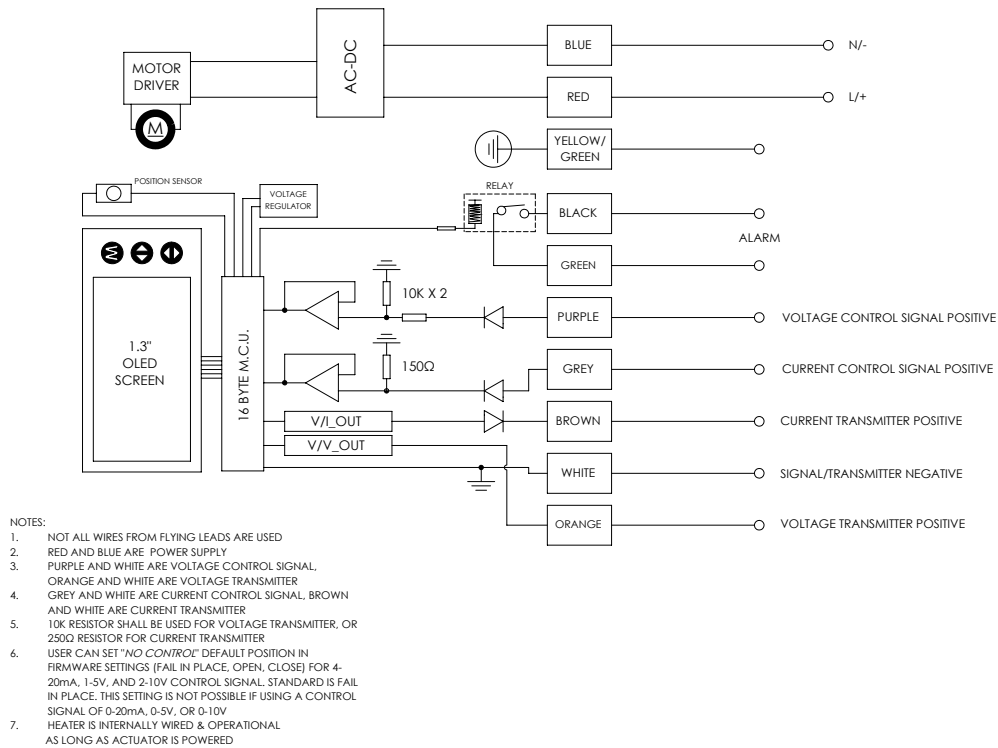 BLUE
N/-
AC-DC
MOTOR
DRIVER
RED
L/+
M
YELLOW/
GREEN
POSITION SENSOR
VOLTAGE
REGULATOR
RELAY
BLACK
ALARM
GREEN
M
10K X 2
PURPLE
VOLTAGE CONTROL SIGNAL POSITIVE
1.3"
OLED
SCREEN
16 BYTE M.C.U.
150Ω
GREY
CURRENT CONTROL SIGNAL POSITIVE
V/I_OUT
BROWN
CURRENT TRANSMITTER POSITIVE
V/V_OUT
WHITE
SIGNAL/TRANSMITTER NEGATIVE
ORANGE
VOLTAGE TRANSMITTER POSITIVE
NOTES:
1. NOT ALL WIRES FROM FLYING LEADS ARE USED
2. RED AND BLUE ARE POWER SUPPLY
3. PURPLE AND WHITE ARE VOLTAGE CONTROL SIGNAL,
ORANGE AND WHITE ARE VOLTAGE TRANSMITTER
4. GREY AND WHITE ARE CURRENT CONTROL SIGNAL, BROWN
AND WHITE ARE CURRENT TRANSMITTER
5. 10K RESISTOR SHALL BE USED FOR VOLTAGE TRANSMITTER, OR
250Ω RESISTOR FOR CURRENT TRANSMITTER
6. USER CAN SET "NO CONTROL" DEFAULT POSITION IN
FIRMWARE SETTINGS (FAIL IN PLACE, OPEN, CLOSE) FOR 4-
20mA, 1-5V, AND 2-10V CONTROL SIGNAL. STANDARD IS FAIL
IN PLACE. THIS SETTING IS NOT POSSIBLE IF USING A CONTROL
SIGNAL OF 0-20mA, 0-5V, OR 0-10V
7. HEATER IS INTERNALLY WIRED & OPERATIONAL
AS LONG AS ACTUATOR IS POWERED